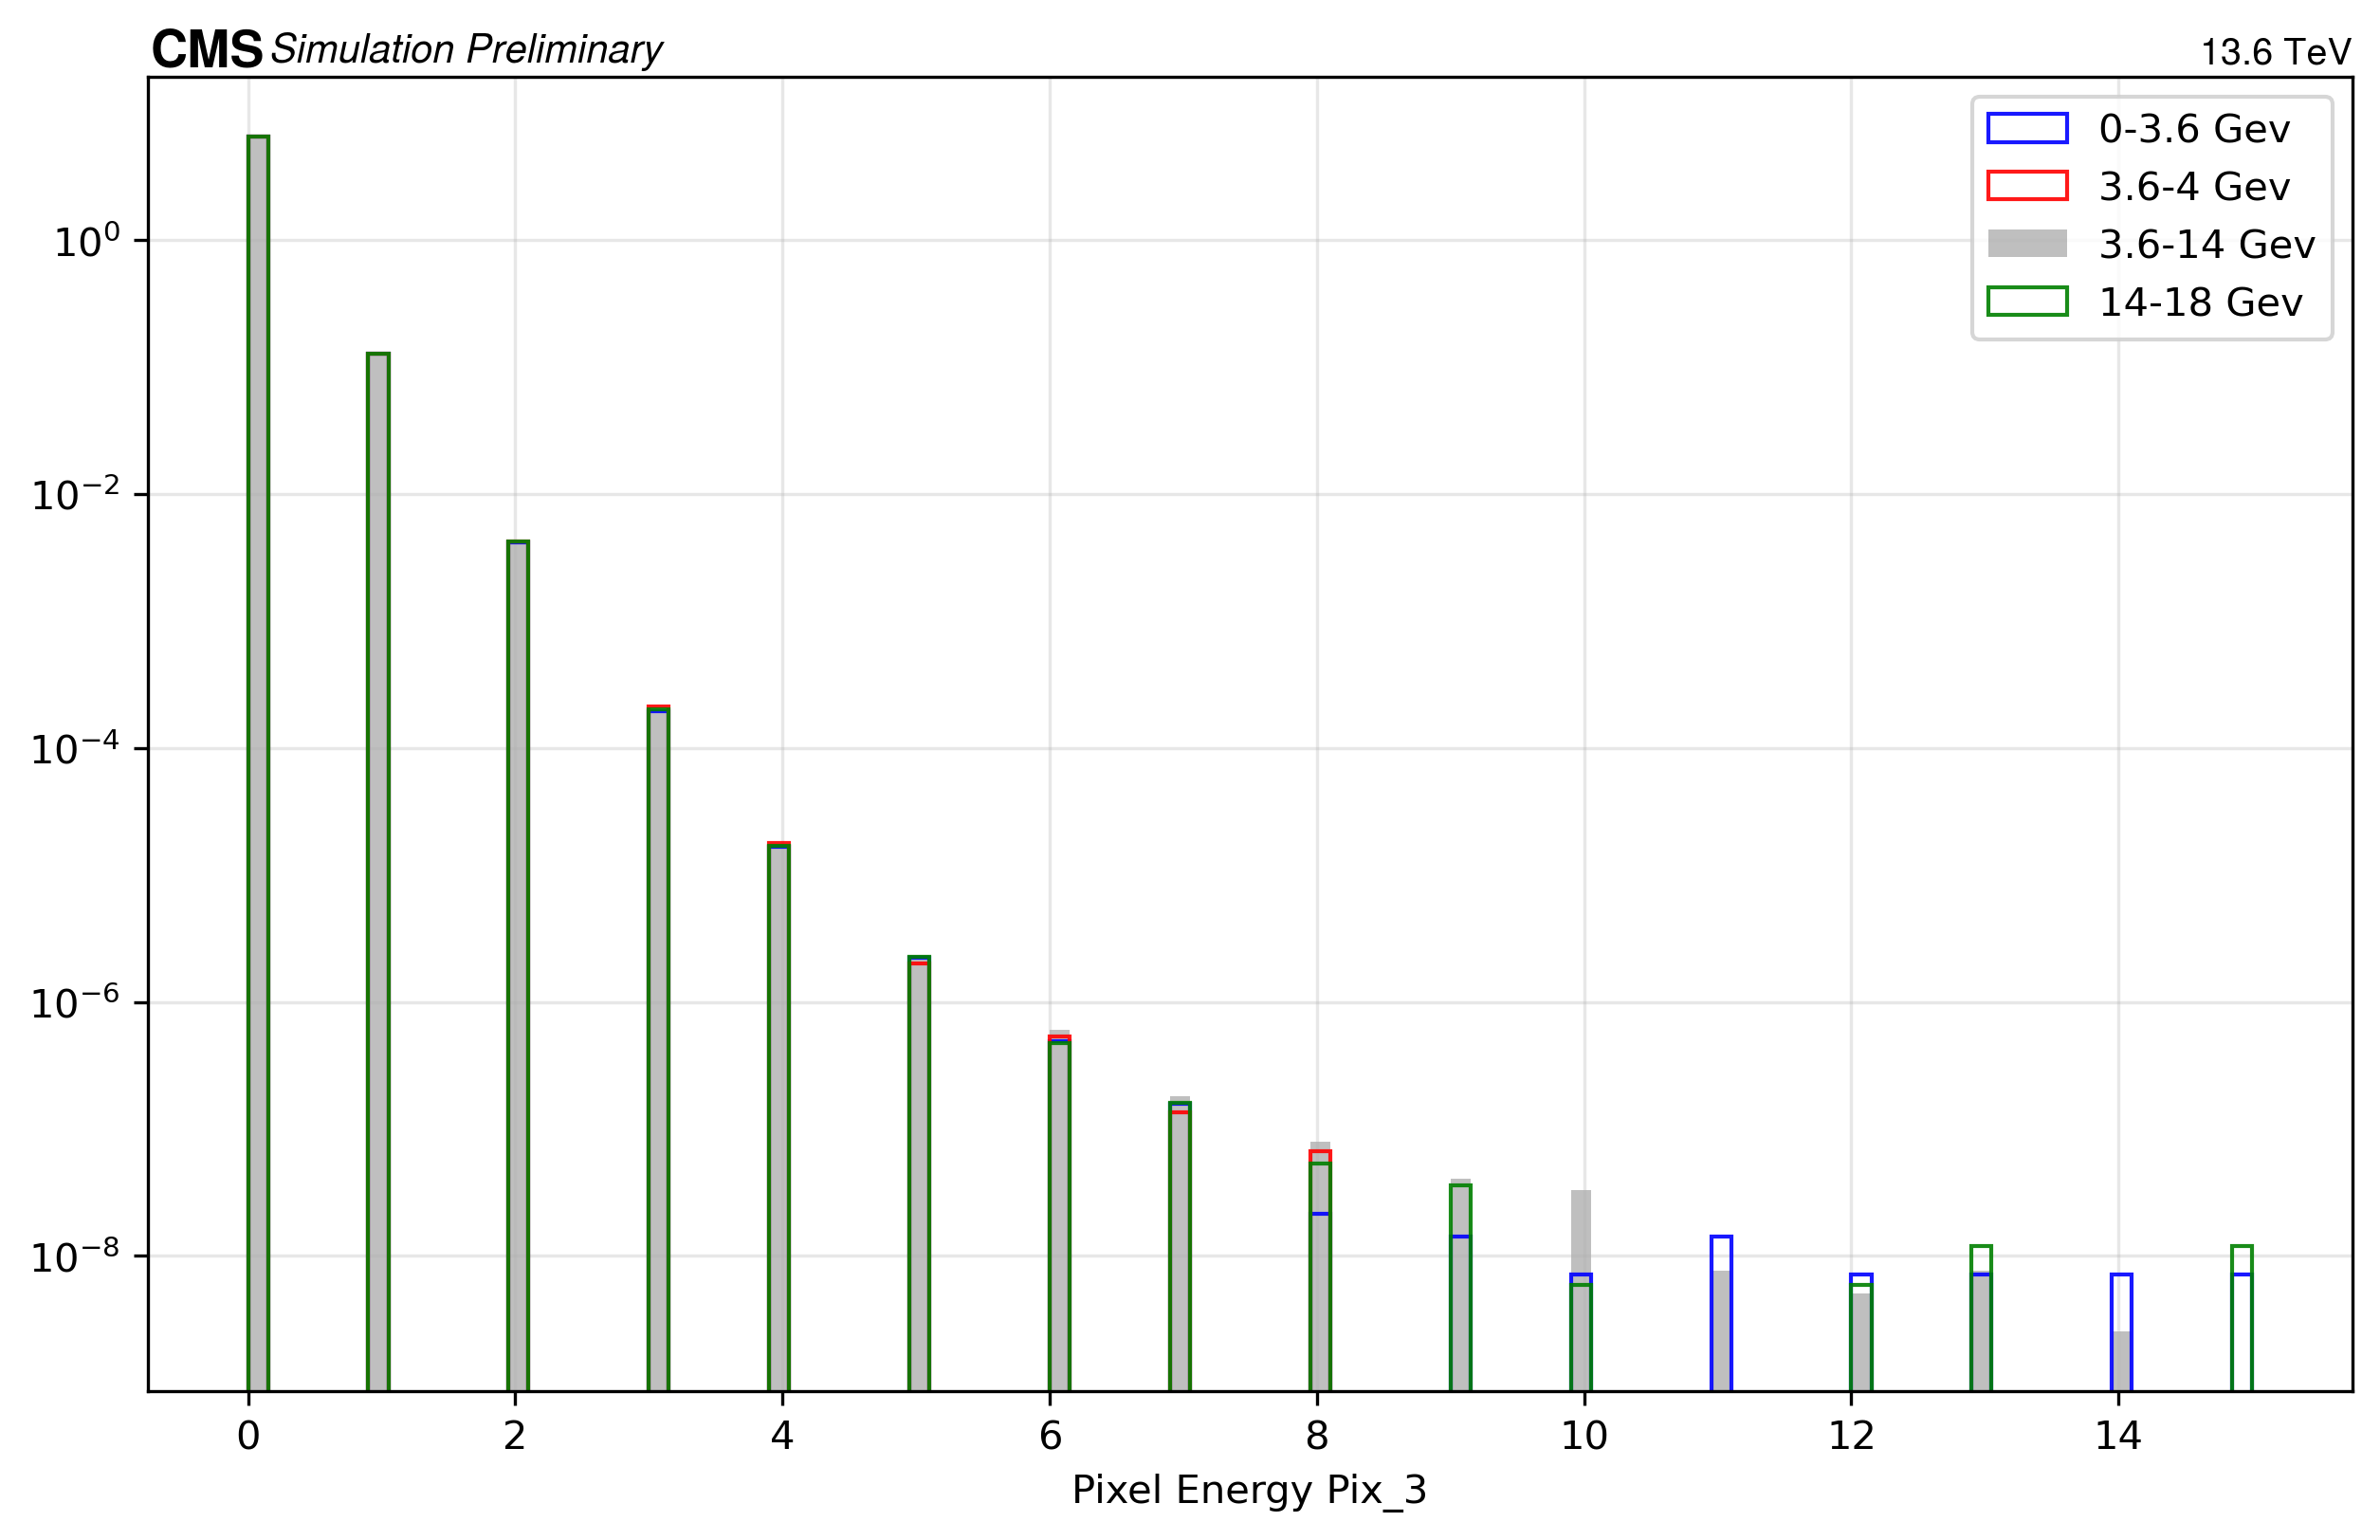 CMS Simulation Preliminary
13.6 TeV
0-3.6 Gev
3.6-4 Gev
3.6-14 Gev
14-18 Gev
10⁰
10⁻²
10⁻⁴
10⁻⁶
10⁻⁸
0 2 4 6 8 10 12 14
Pixel Energy Pix_3